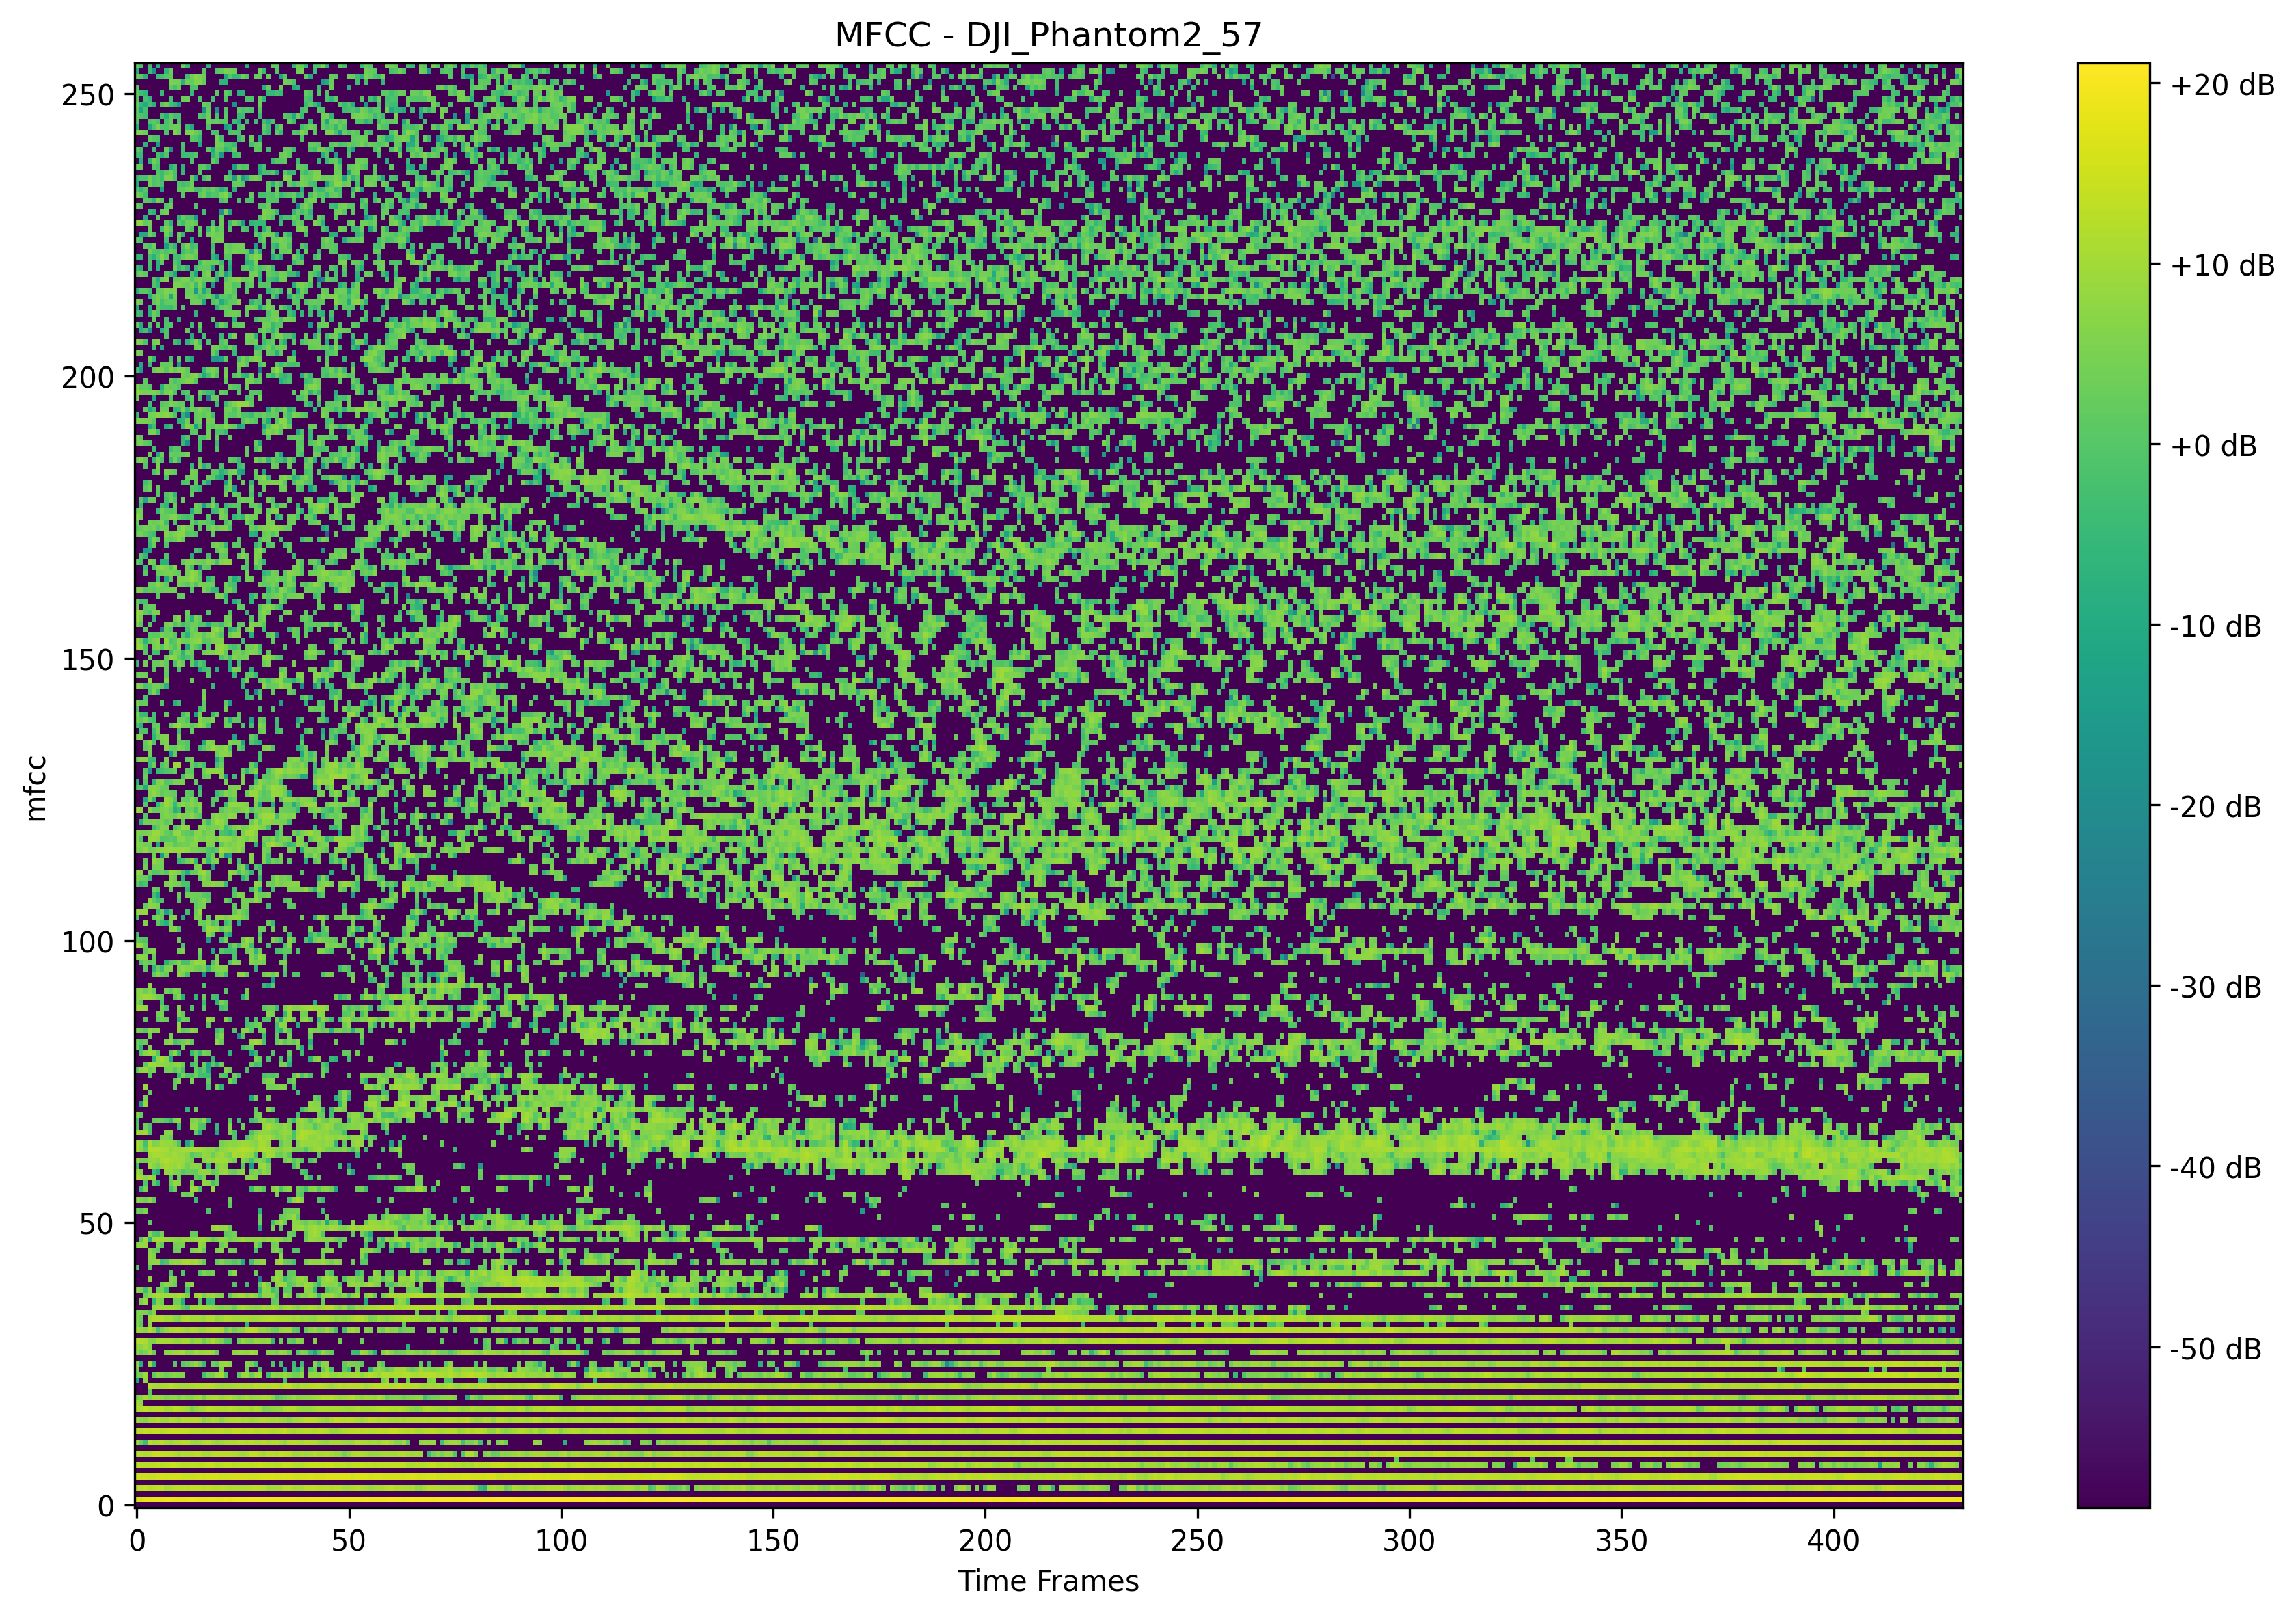 MFCC - DJI_Phantom2_57
250
200
150
100
50
0
mfcc
0 50 100 150 200 250 300 350 400
Time Frames
+20 dB
+10 dB
+0 dB
-10 dB
-20 dB
-30 dB
-40 dB
-50 dB